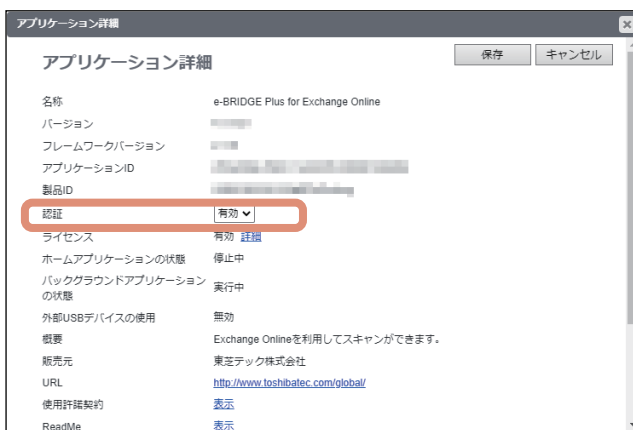 アプリケーション詳細
アプリケーション詳細
保存 キャンセル
名称 e-BRIDGE Plus for Exchange Online
バージョン
フレームワークバージョン
アプリケーションID
製品ID
認証 有効
ライセンス 有効 詳細
ホームアプリケーションの状態 停止中
バックグラウンドアプリケーション
の状態 実行中
外部USBデバイスの使用 無効
概要 Exchange Onlineを利用してスキャンができます。
販売元 東芝テック株式会社
URL http://www.toshibatec.com/global/
使用許諾契約 表示
ReadMe 表示